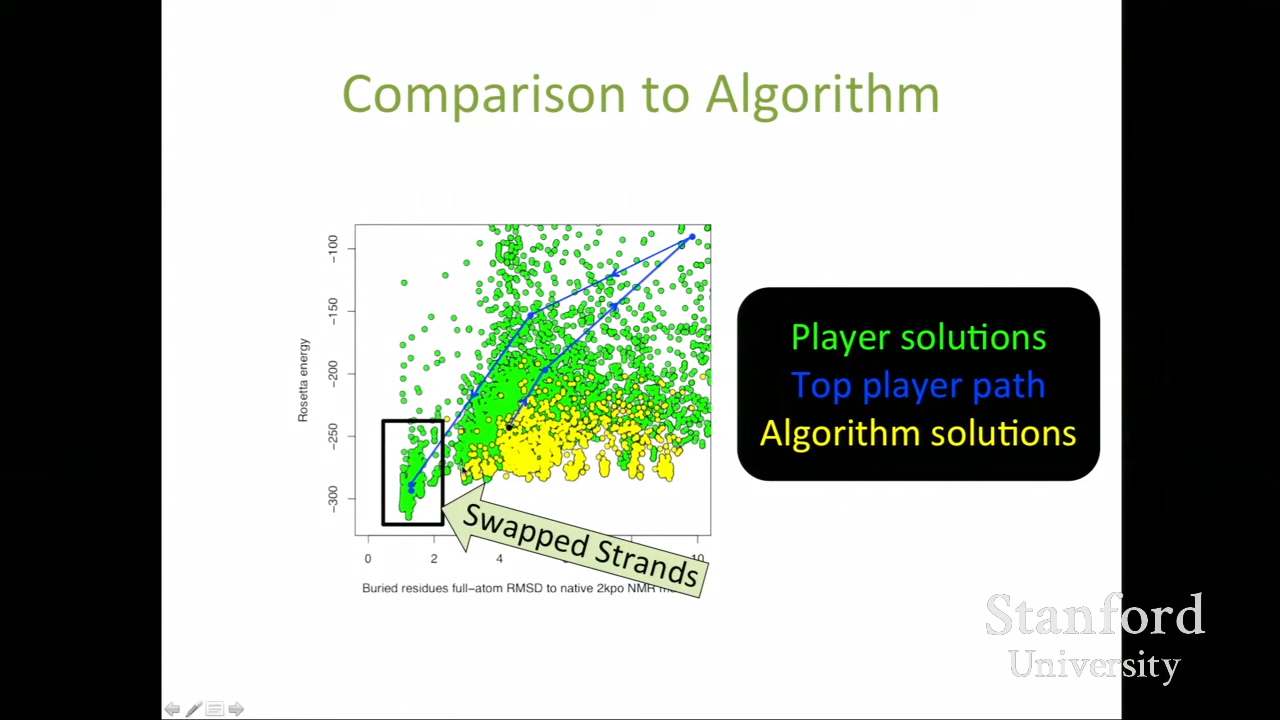 Comparison to Algorithm
-100
-150
-200
-250
-300
Rosetta energy
0
2
4
10
Buried residues full-atom RMSD to native 2kpo NMR
Swapped Strands
Player solutions
Top player path
Algorithm solutions
Stanford
University